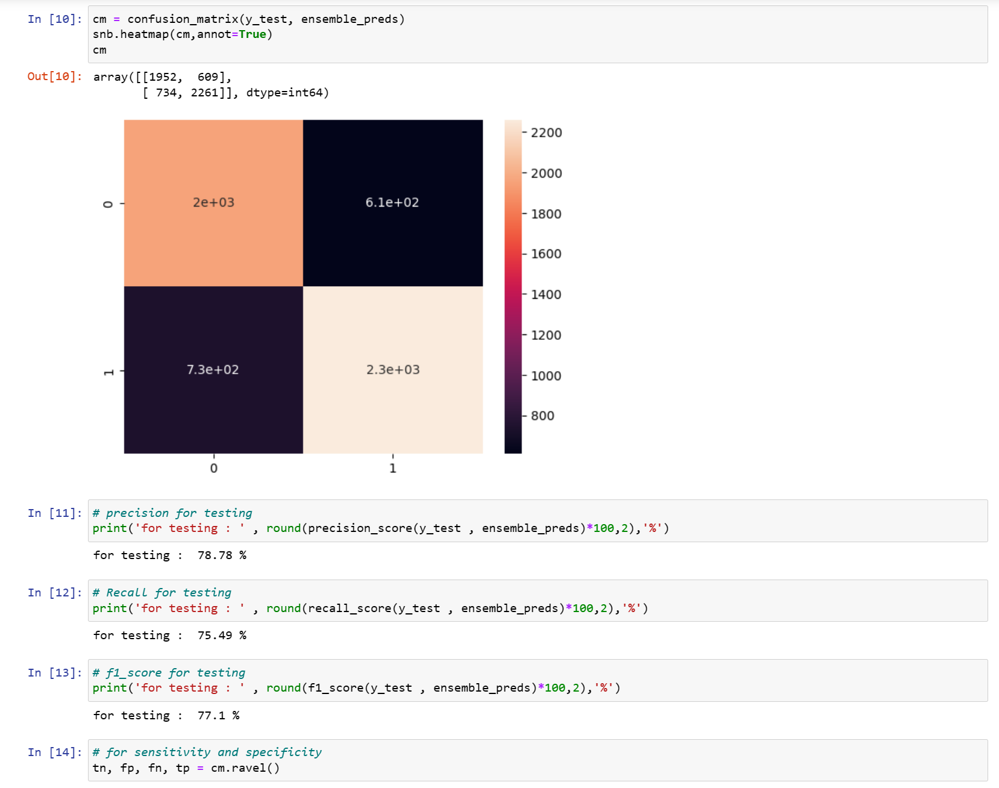 In [10]: cm = confusion_matrix(y_test, ensemble_preds)
snb.heatmap(cm,annot=True)
cm
Out[10]: array([[1952,  609],
       [ 734, 2261]], dtype=int64)
2200
2000
1800
1600
1400
1200
1000
800
0
2e+03
6.1e+02
1
7.3e+02
2.3e+03
0
1
In [11]: # precision for testing
print('for testing : ' , round(precision_score(y_test , ensemble_preds)*100,2),'%')
for testing :  78.78 %
In [12]: # Recall for testing
print('for testing : ' , round(recall_score(y_test , ensemble_preds)*100,2),'%')
for testing :  75.49 %
In [13]: # f1_score for testing
print('for testing : ' , round(f1_score(y_test , ensemble_preds)*100,2),'%')
for testing :  77.1 %
In [14]: # for sensitivity and specificity
tn, fp, fn, tp = cm.ravel()